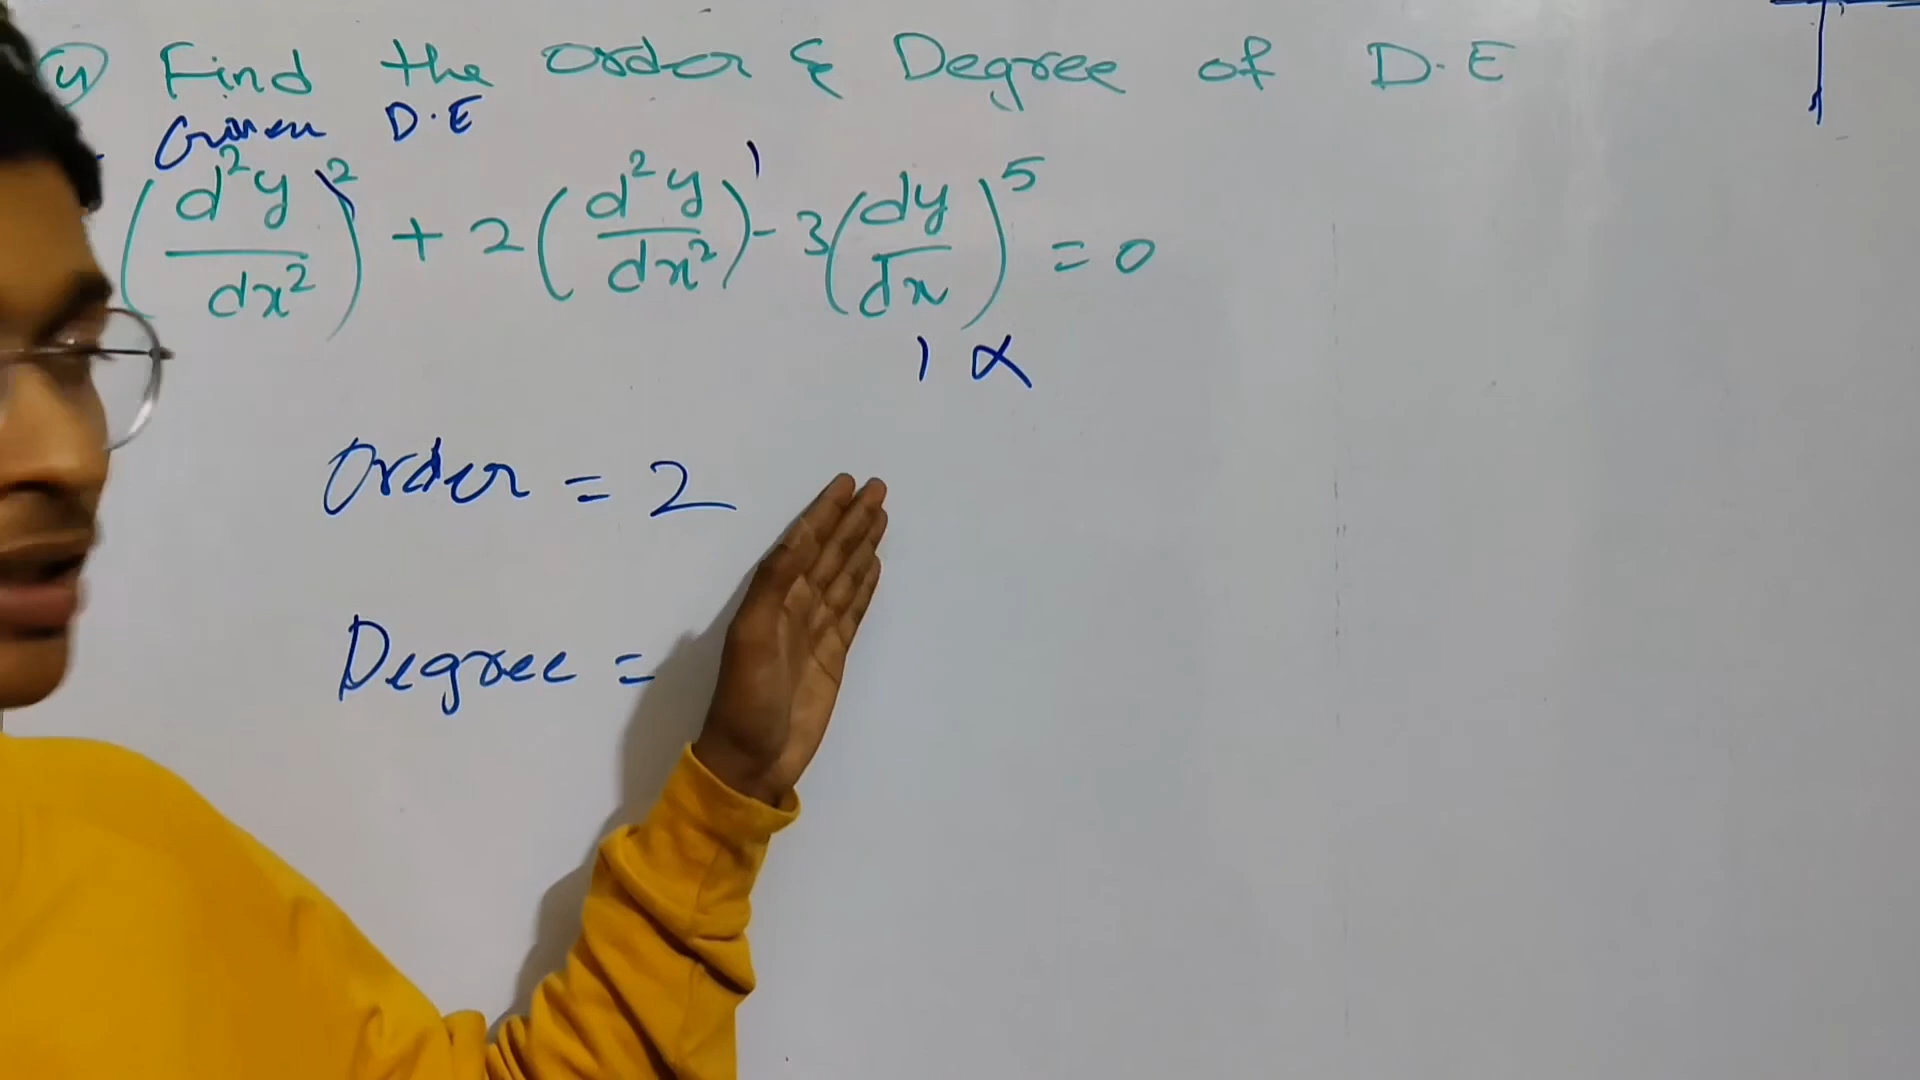 (4) Find the Order & Degree of D.E
Given D.E
(d²y/dx²)² + 2(d²y/dx²)¹ - 3(dy/dx)⁵ = 0
1 ×
Order = 2
Degree =